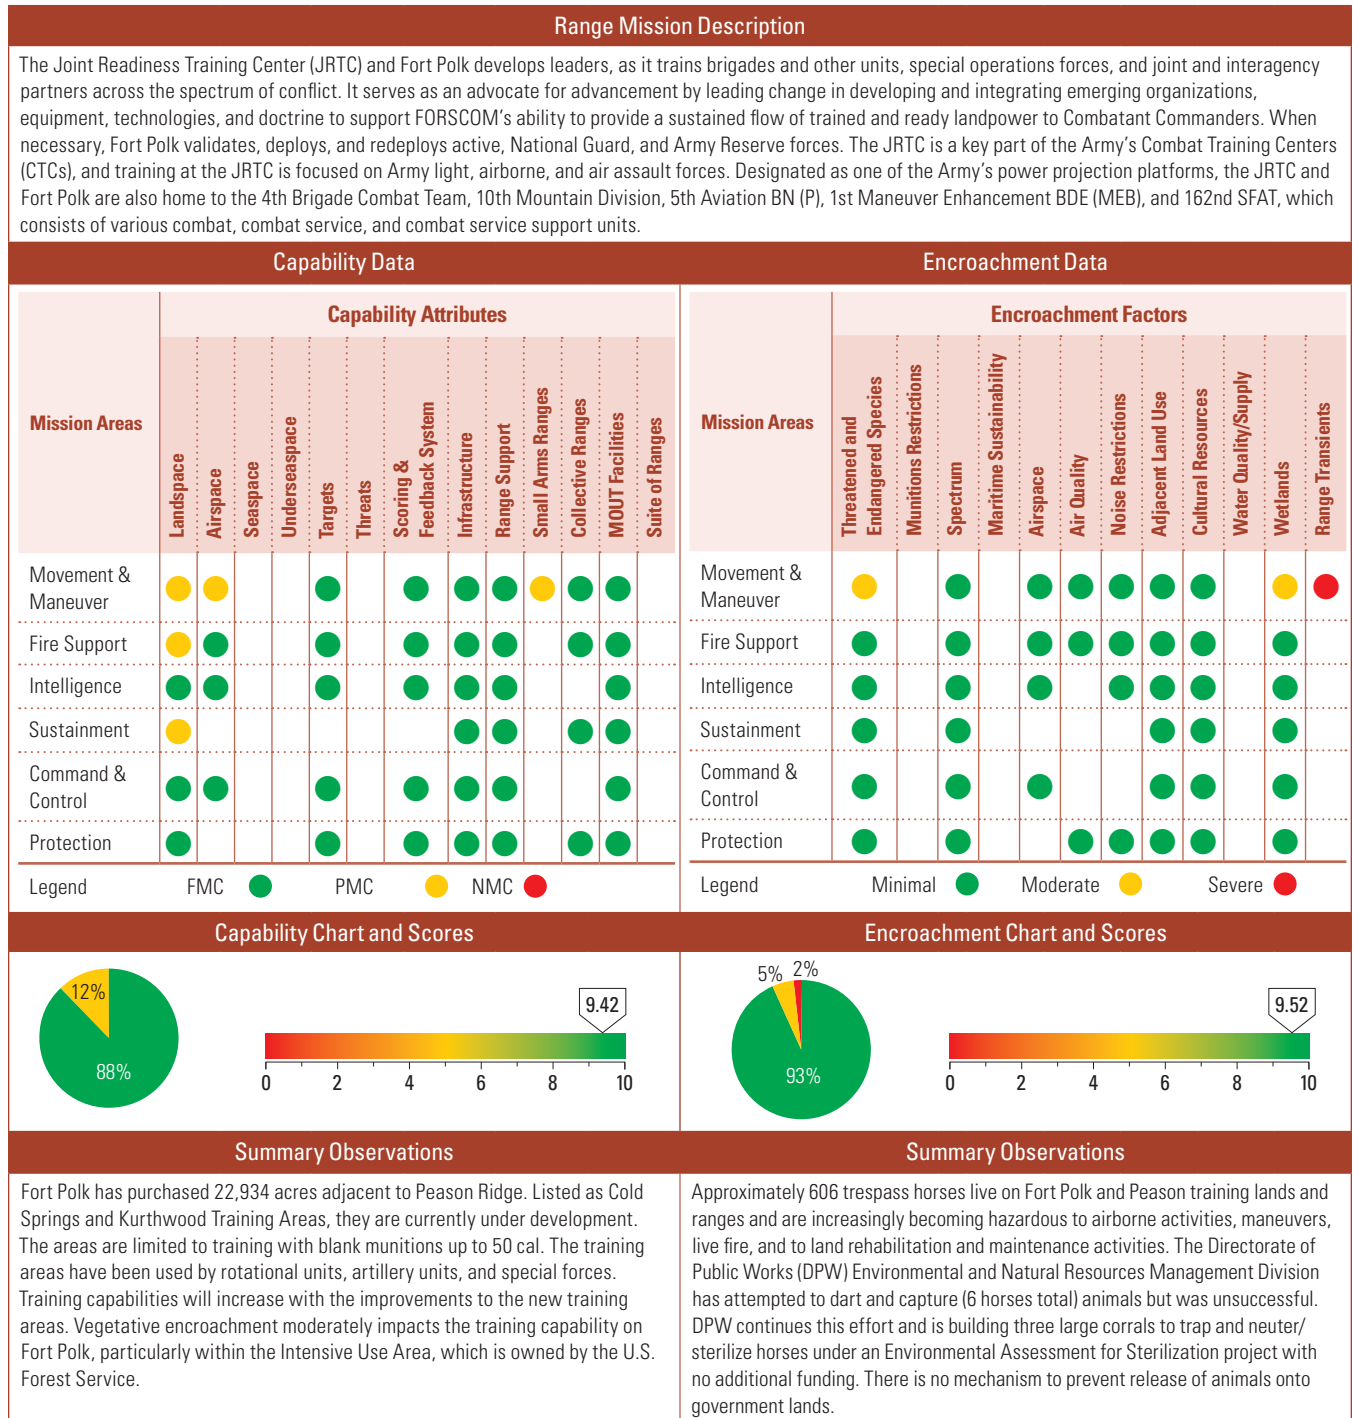 Range Mission Description
The Joint Readiness Training Center (JRTC) and Fort Polk develops leaders, as it trains brigades and other units, special operations forces, and joint and interagency
partners across the spectrum of conflict. It serves as an advocate for advancement by leading change in developing and integrating emerging organizations,
equipment, technologies, and doctrine to support FORSCOM's ability to provide a sustained flow of trained and ready landpower to Combatant Commanders. When
necessary, Fort Polk validates, deploys, and redeploys active, National Guard, and Army Reserve forces. The JRTC is a key part of the Army's Combat Training Centers
(CTCs), and training at the JRTC is focused on Army light, airborne, and air assault forces. Designated as one of the Army's power projection platforms, the JRTC and
Fort Polk are also home to the 4th Brigade Combat Team, 10th Mountain Division, 5th Aviation BN (P), 1st Maneuver Enhancement BDE (MEB), and 162nd SFAT, which
consists of various combat, combat service, and combat service support units.
Capability Data
Mission Areas
Capability Attributes
Landspace
Airspace
Seaspace
Underseaspace
Targets
Threats
Scoring &
Feedback System
Infrastructure
Range Support
Small Arms Ranges
Collective Ranges
MOUT Facilities
Suite of Ranges
Movement &
Maneuver
Fire Support
Intelligence
Sustainment
Command &
Control
Protection
Legend FMC PMC NMC
Encroachment Data
Mission Areas
Encroachment Factors
Threatened and
Endangered Species
Munitions Restrictions
Spectrum
Maritime Sustainability
Airspace
Air Quality
Noise Restrictions
Adjacent Land Use
Cultural Resources
Water Quality/Supply
Wetlands
Range Transients
Movement &
Maneuver
Fire Support
Intelligence
Sustainment
Command &
Control
Protection
Legend Minimal Moderate Severe
Capability Chart and Scores
12%
88%
9.42
0 2 4 6 8 10
Encroachment Chart and Scores
5% 2%
93%
9.52
0 2 4 6 8 10
Summary Observations
Fort Polk has purchased 22,934 acres adjacent to Peason Ridge. Listed as Cold
Springs and Kurthwood Training Areas, they are currently under development.
The areas are limited to training with blank munitions up to 50 cal. The training
areas have been used by rotational units, artillery units, and special forces.
Training capabilities will increase with the improvements to the new training
areas. Vegetative encroachment moderately impacts the training capability on
Fort Polk, particularly within the Intensive Use Area, which is owned by the U.S.
Forest Service.
Summary Observations
Approximately 606 trespass horses live on Fort Polk and Peason training lands and
ranges and are increasingly becoming hazardous to airborne activities, maneuvers,
live fire, and to land rehabilitation and maintenance activities. The Directorate of
Public Works (DPW) Environmental and Natural Resources Management Division
has attempted to dart and capture (6 horses total) animals but was unsuccessful.
DPW continues this effort and is building three large corrals to trap and neuter/
sterilize horses under an Environmental Assessment for Sterilization project with
no additional funding. There is no mechanism to prevent release of animals onto
government lands.